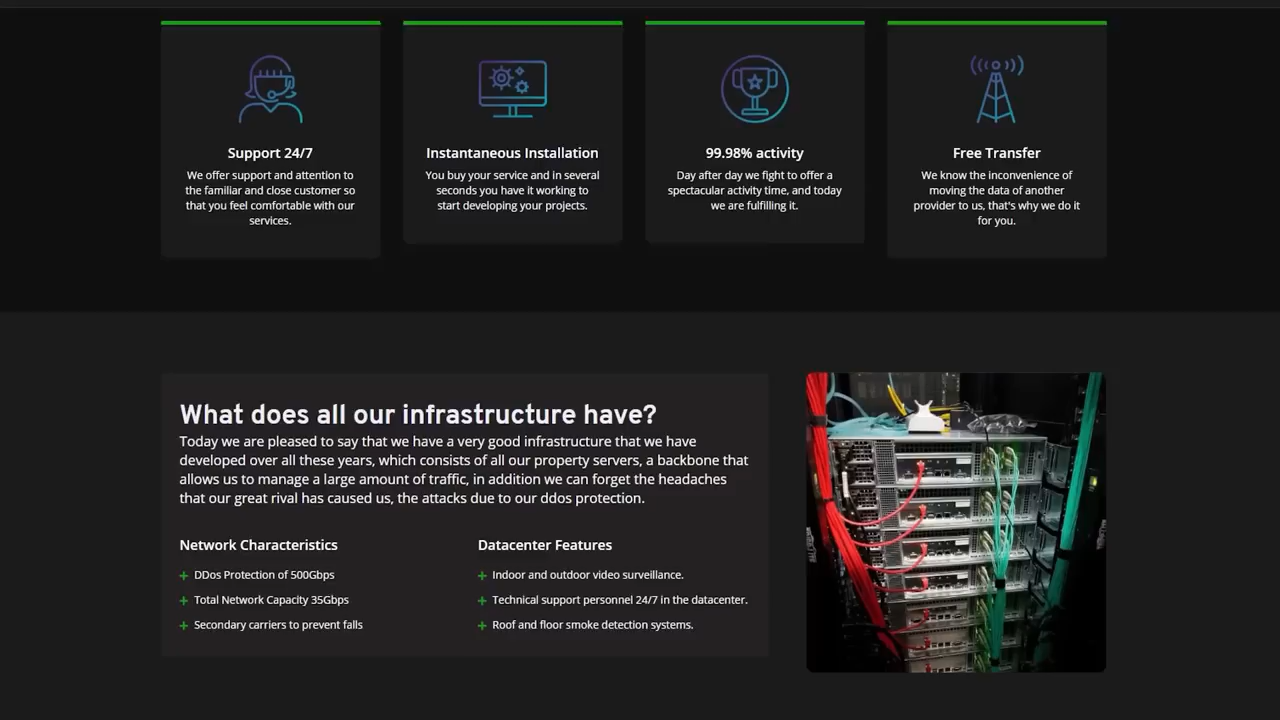 Support 24/7
We offer support and attention to
the familiar and close customer so
that you feel comfortable with our
services.
Instantaneous Installation
You buy your service and in several
seconds you have it working to
start developing your projects.
99.98% activity
Day after day we fight to offer a
spectacular activity time, and today
we are fulfilling it.
Free Transfer
We know the inconvenience of
moving the data of another
provider to us, that's why we do it
for you.
What does all our infrastructure have?
Today we are pleased to say that we have a very good infrastructure that we have
developed over all these years, which consists of all our property servers, a backbone that
allows us to manage a large amount of traffic, in addition we can forget the headaches
that our great rival has caused us, the attacks due to our ddos protection.
Network Characteristics
DDos Protection of 500Gbps
Total Network Capacity 35Gbps
Secondary carriers to prevent falls
Datacenter Features
Indoor and outdoor video surveillance.
Technical support personnel 24/7 in the datacenter.
Roof and floor smoke detection systems.